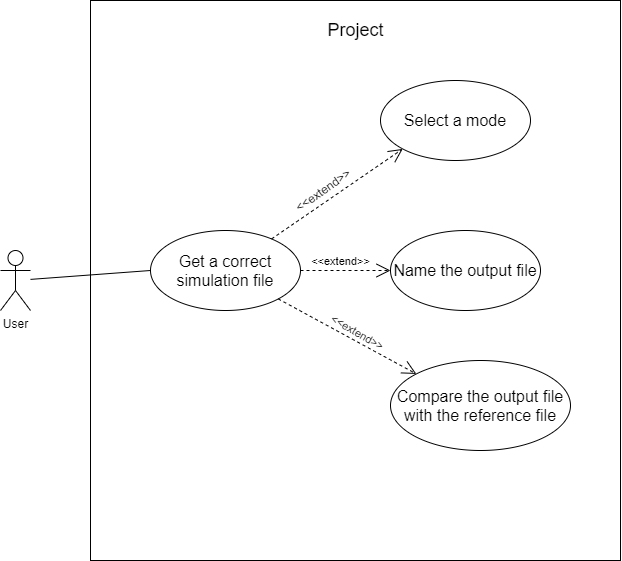 Project
Select a mode
<<extend>>
Get a correct
simulation file
<<extend>>
Name the output file
User
<<extend>>
Compare the output file
with the reference file